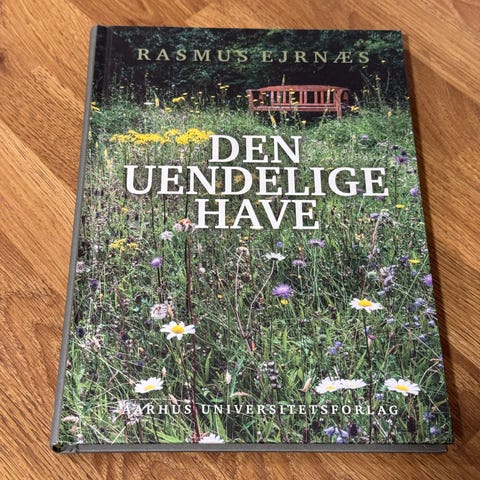 RASMUS EJRNÆS
DEN
UENDELIGE
HAVE
AARHUS UNIVERSITETSFORLAG